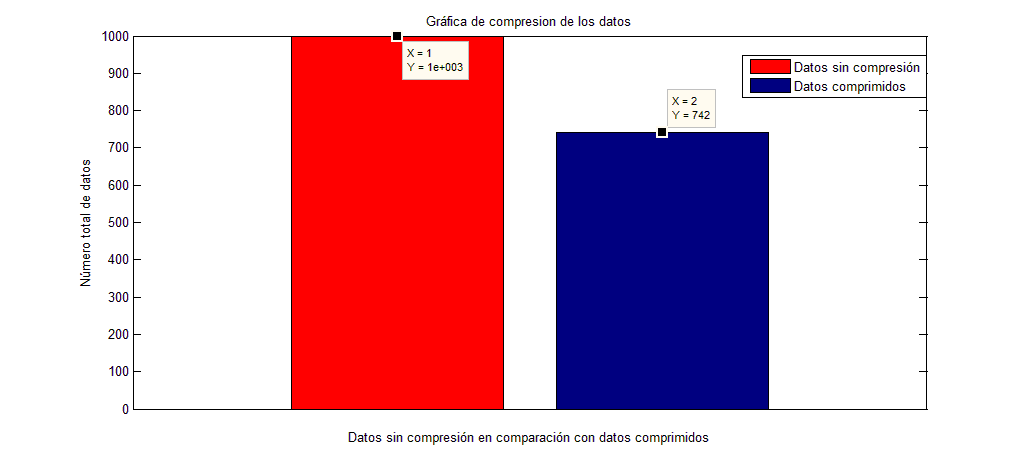 Gráfica de compresion de los datos
1000
900
800
700
600
500
400
300
200
100
0
Número total de datos
X = 1
Y = 1e+003
X = 2
Y = 742
Datos sin compresión
Datos comprimidos
Datos sin compresión en comparación con datos comprimidos